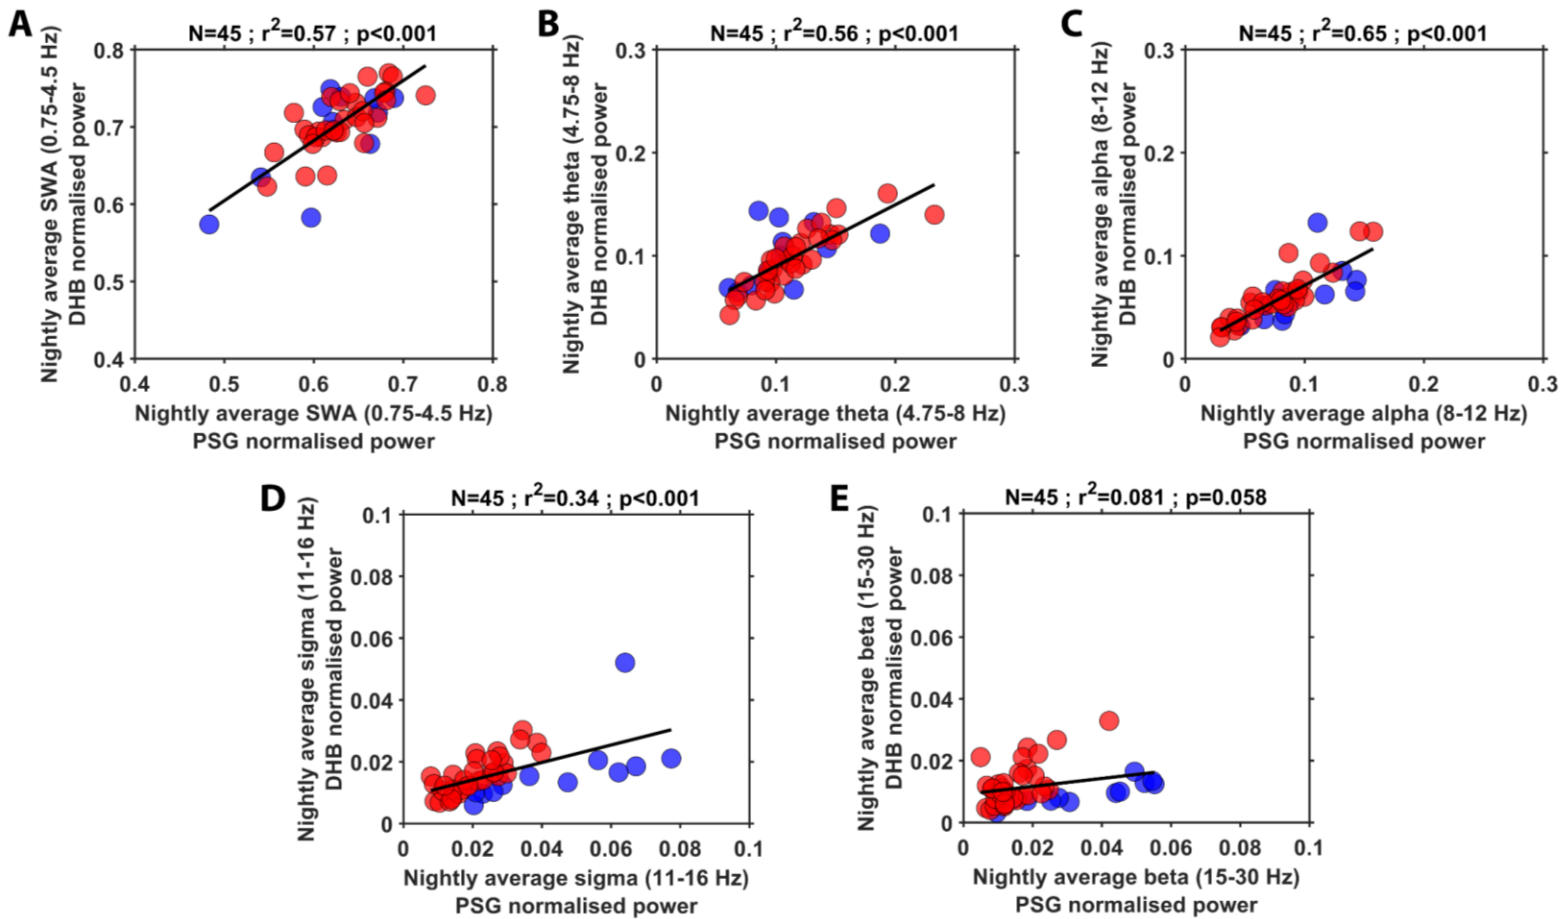 A
N=45 ; r2=0.57 ; p<0.001
Nightly average SWA (0.75-4.5 Hz)
DHB normalised power
0.8
0.7
0.6
0.5
0.4
0.4 0.5 0.6 0.7 0.8
Nightly average SWA (0.75-4.5 Hz)
PSG normalised power
B
N=45 ; r2=0.56 ; p<0.001
Nightly average theta (4.75-8 Hz)
DHB normalised power
0.3
0.2
0.1
0
0 0.1 0.2 0.3
Nightly average theta (4.75-8 Hz)
PSG normalised power
C
N=45 ; r2=0.65 ; p<0.001
Nightly average alpha (8-12 Hz)
DHB normalised power
0.3
0.2
0.1
0
0 0.1 0.2 0.3
Nightly average alpha (8-12 Hz)
PSG normalised power
D
N=45 ; r2=0.34 ; p<0.001
Nightly average sigma (11-16 Hz)
DHB normalised power
0.1
0.08
0.06
0.04
0.02
0
0 0.02 0.04 0.06 0.08 0.1
Nightly average sigma (11-16 Hz)
PSG normalised power
E
N=45 ; r2=0.081 ; p=0.058
Nightly average beta (15-30 Hz)
DHB normalised power
0.1
0.08
0.06
0.04
0.02
0
0 0.02 0.04 0.06 0.08 0.1
Nightly average beta (15-30 Hz)
PSG normalised power